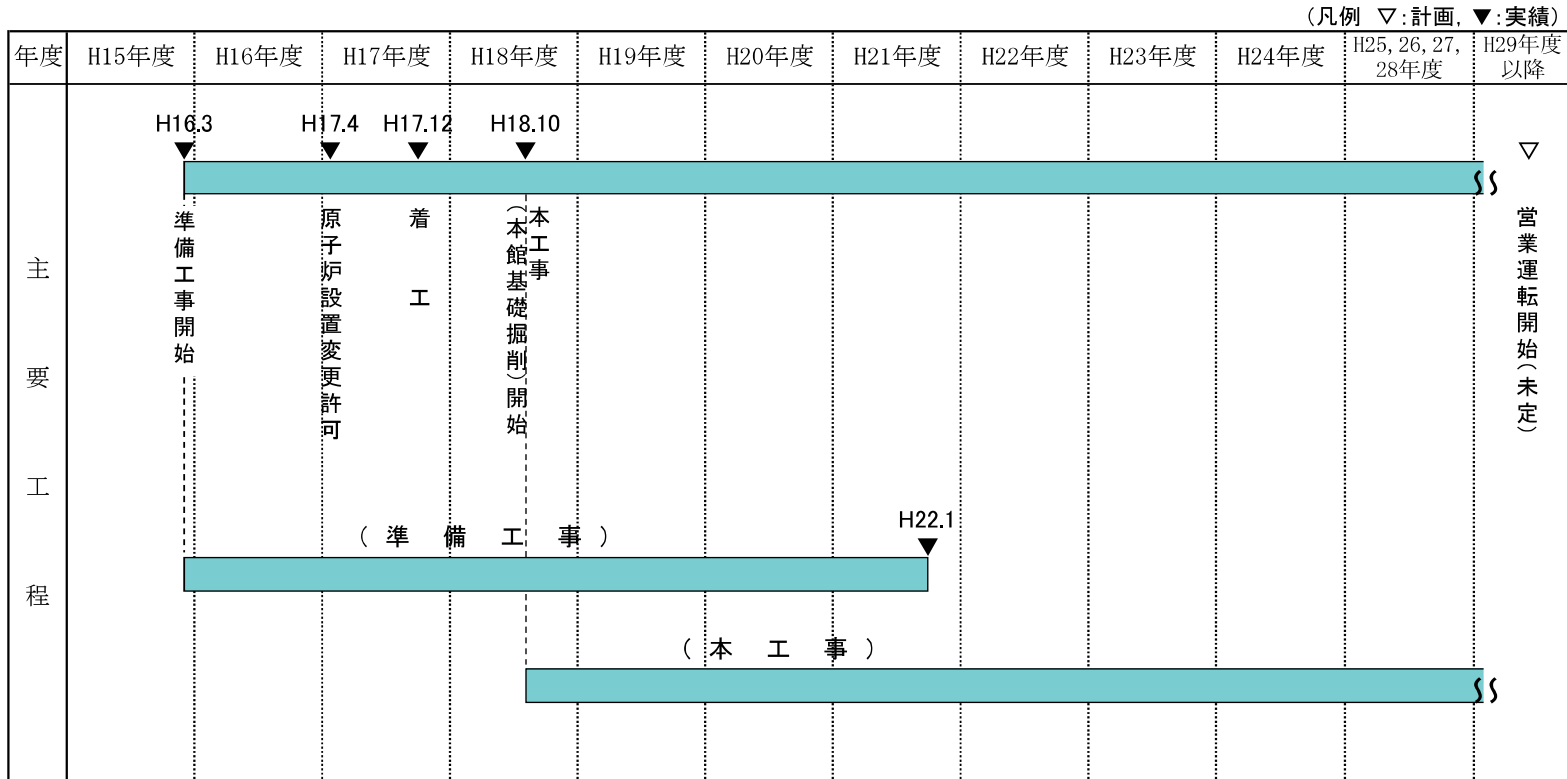 (凡例 ▽:計画, ▼:実績)
年度 H15年度 H16年度 H17年度 H18年度 H19年度 H20年度 H21年度 H22年度 H23年度 H24年度 H25,26,27,28年度 H29年度以降
主要工程
H16.3 H17.4 H17.12 H18.10
▼ ▼ ▼ ▼ ▽
準備工事開始
原子炉設置変更許可
着工
本工事
(本館基礎掘削)開始
営業運転開始(未定)
(準備工事)
H22.1
▼
(本工事)